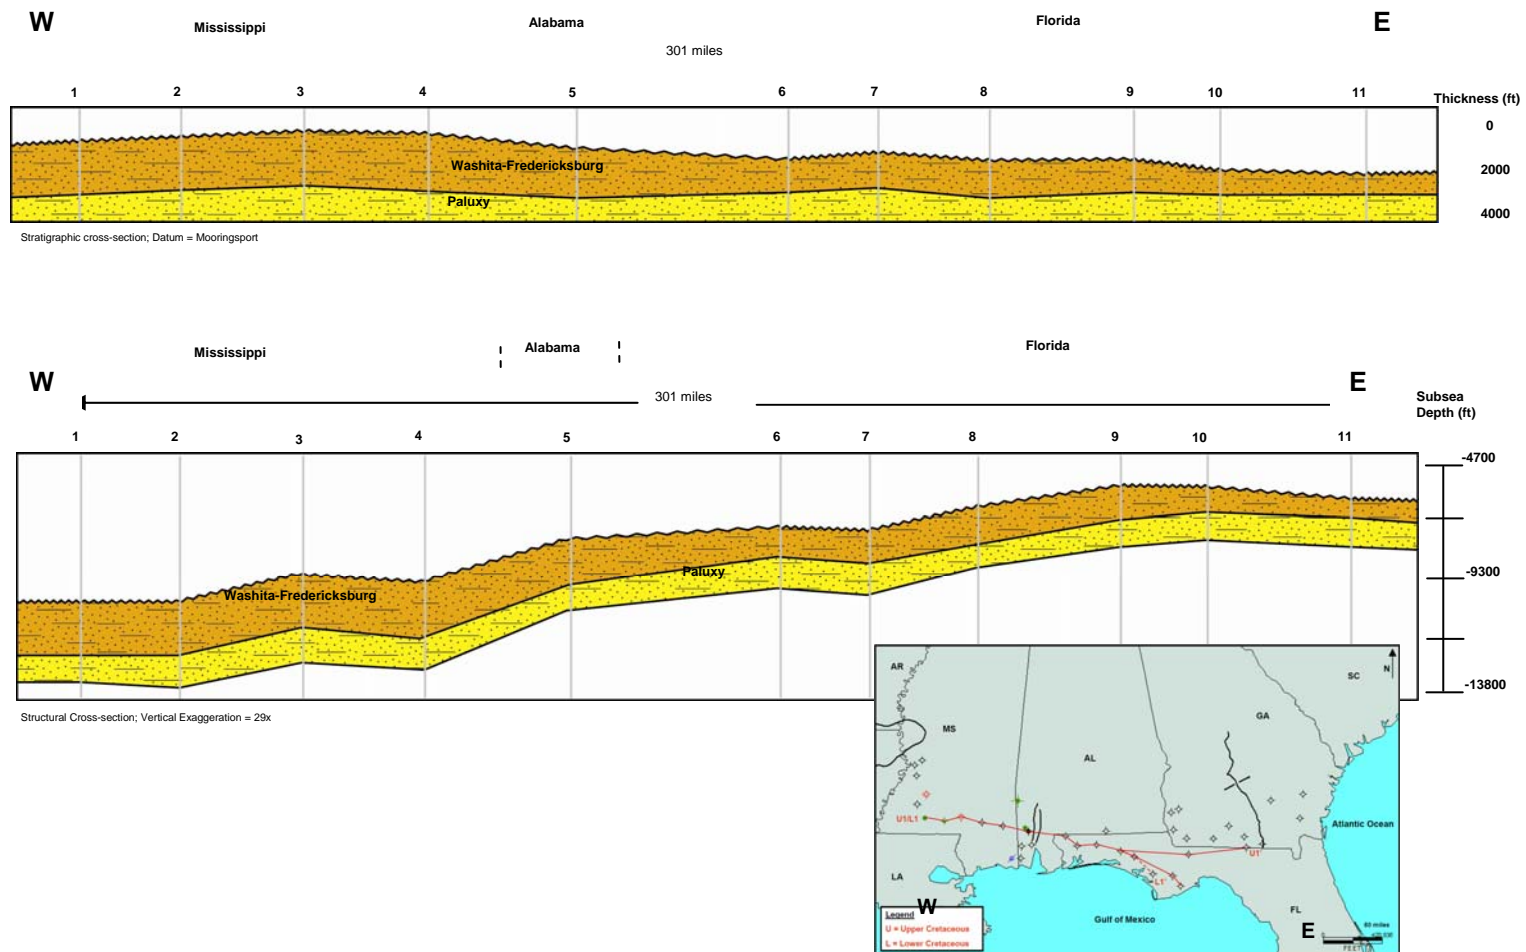 W
Mississippi
Alabama
Florida
E
301 miles
1 2 3 4 5 6 7 8 9 10 11
Thickness (ft)
0
Washita-Fredericksburg
2000
Paluxy
4000
Stratigraphic cross-section; Datum = Mooringsport
Mississippi
Alabama
Florida
W
301 miles
E
Subsea
Depth (ft)
1 2 3 4 5 6 7 8 9 10 11
-4700
Paluxy
-9300
Washita-Fredericksburg
-13800
Structural Cross-section; Vertical Exaggeration = 29x
AR
N
SC
MS
GA
AL
U1/L1
Atlantic Ocean
U1'
LA
L1'
W
Legend
U = Upper Cretaceous
L = Lower Cretaceous
Gulf of Mexico
FL
E